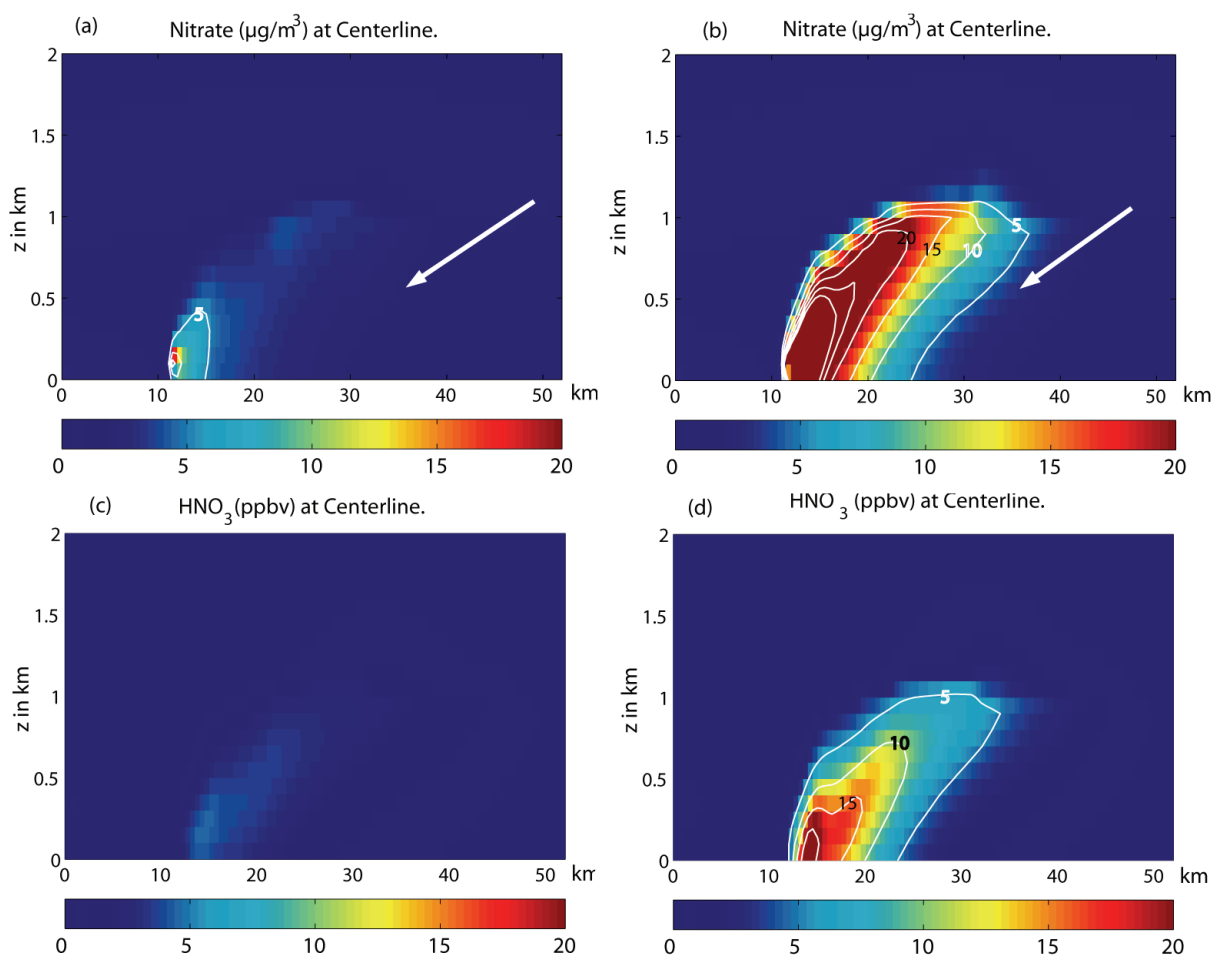 (a)
Nitrate (µg/m³) at Centerline.
2
1.5
1
0.5
0
z in km
5
0 10 20 30 40 50 km
0 5 10 15 20
(b)
Nitrate (µg/m³) at Centerline.
2
1.5
1
0.5
0
z in km
20
15
10
5
0 10 20 30 40 50 km
0 5 10 15 20
(c)
HNO₃(ppbv) at Centerline.
2
1.5
1
0.5
0
z in km
0 10 20 30 40 50 km
0 5 10 15 20
(d)
HNO₃ (ppbv) at Centerline.
2
1.5
1
0.5
0
z in km
5
10
15
0 10 20 30 40 50 km
0 5 10 15 20